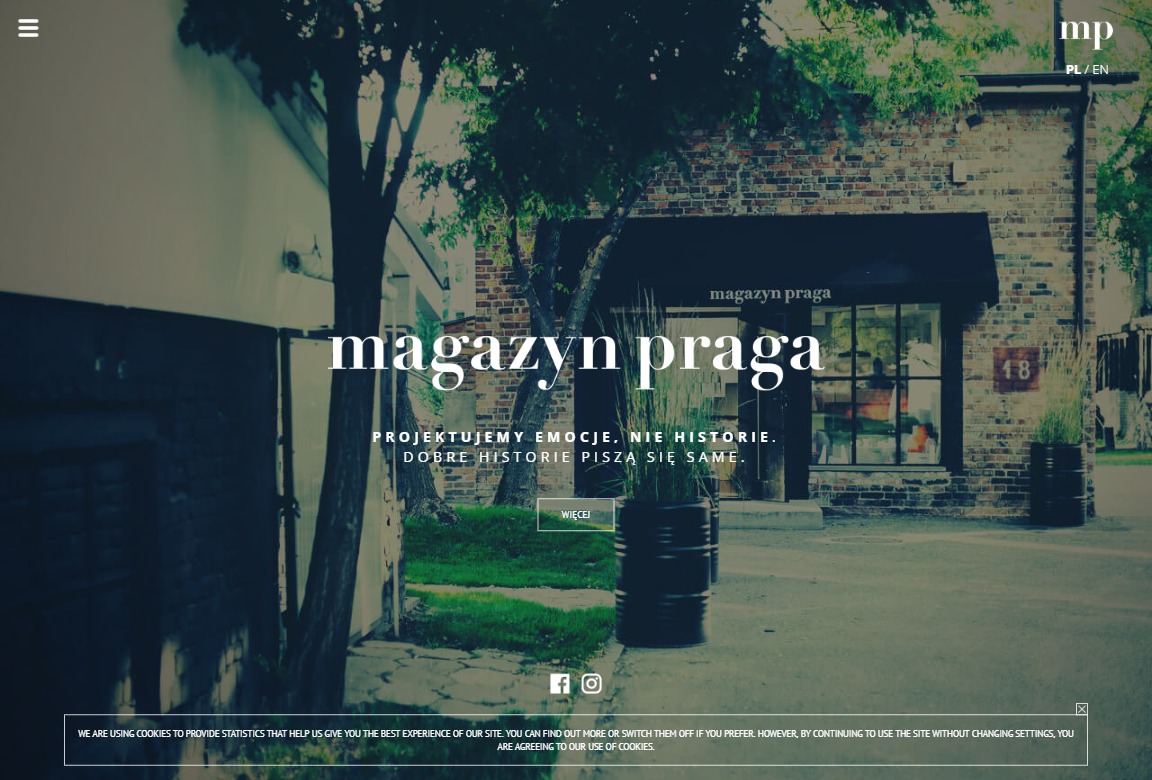 mp
PL / EN
magazyn praga
magazyn praga
18
PROJEKTUJEMY EMOCJE, NIE HISTORIE.
DOBRE HISTORIE PISZĄ SIĘ SAME.
WIĘCEJ
WE ARE USING COOKIES TO PROVIDE STATISTICS THAT HELP US GIVE YOU THE BEST EXPERIENCE OF OUR SITE. YOU CAN FIND OUT MORE OR SWITCH THEM OFF IF YOU PREFER. HOWEVER, BY CONTINUING TO USE THE SITE WITHOUT CHANGING SETTINGS, YOU
ARE AGREEING TO OUR USE OF COOKIES.